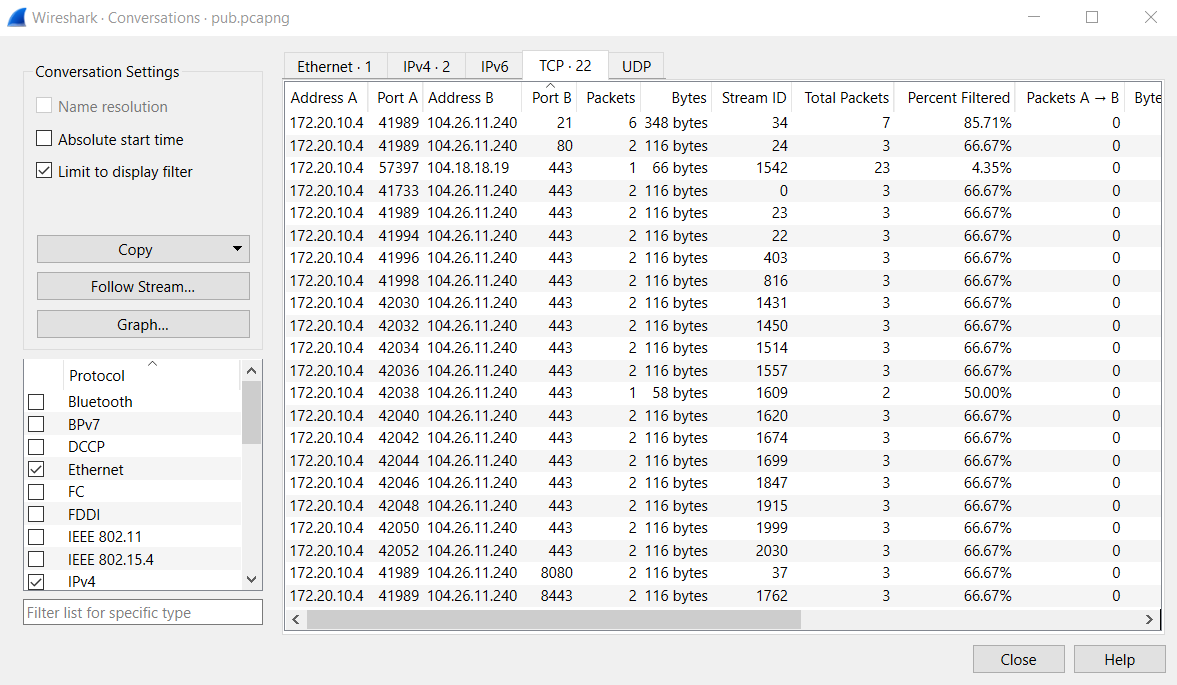 Wireshark · Conversations · pub.pcapng
Conversation Settings
Name resolution
Absolute start time
Limit to display filter
Copy
Follow Stream...
Graph...
Protocol
Bluetooth
BPv7
DCCP
Ethernet
FC
FDDI
IEEE 802.11
IEEE 802.15.4
IPv4
Filter list for specific type
Ethernet · 1 IPv4 · 2 IPv6 TCP · 22 UDP
Address A Port A Address B Port B Packets Bytes Stream ID Total Packets Percent Filtered Packets A → B Byte
172.20.10.4 41989 104.26.11.240 21 6 348 bytes 34 7 85.71% 0
172.20.10.4 41989 104.26.11.240 80 2 116 bytes 24 3 66.67% 0
172.20.10.4 57397 104.18.18.19 443 1 66 bytes 1542 23 4.35% 0
172.20.10.4 41733 104.26.11.240 443 2 116 bytes 0 3 66.67% 0
172.20.10.4 41989 104.26.11.240 443 2 116 bytes 23 3 66.67% 0
172.20.10.4 41994 104.26.11.240 443 2 116 bytes 22 3 66.67% 0
172.20.10.4 41996 104.26.11.240 443 2 116 bytes 403 3 66.67% 0
172.20.10.4 41998 104.26.11.240 443 2 116 bytes 816 3 66.67% 0
172.20.10.4 42030 104.26.11.240 443 2 116 bytes 1431 3 66.67% 0
172.20.10.4 42032 104.26.11.240 443 2 116 bytes 1450 3 66.67% 0
172.20.10.4 42034 104.26.11.240 443 2 116 bytes 1514 3 66.67% 0
172.20.10.4 42036 104.26.11.240 443 2 116 bytes 1557 3 66.67% 0
172.20.10.4 42038 104.26.11.240 443 1 58 bytes 1609 2 50.00% 0
172.20.10.4 42040 104.26.11.240 443 2 116 bytes 1620 3 66.67% 0
172.20.10.4 42042 104.26.11.240 443 2 116 bytes 1674 3 66.67% 0
172.20.10.4 42044 104.26.11.240 443 2 116 bytes 1699 3 66.67% 0
172.20.10.4 42046 104.26.11.240 443 2 116 bytes 1847 3 66.67% 0
172.20.10.4 42048 104.26.11.240 443 2 116 bytes 1915 3 66.67% 0
172.20.10.4 42050 104.26.11.240 443 2 116 bytes 1999 3 66.67% 0
172.20.10.4 42052 104.26.11.240 443 2 116 bytes 2030 3 66.67% 0
172.20.10.4 41989 104.26.11.240 8080 2 116 bytes 37 3 66.67% 0
172.20.10.4 41989 104.26.11.240 8443 2 116 bytes 1762 3 66.67% 0
Close
Help